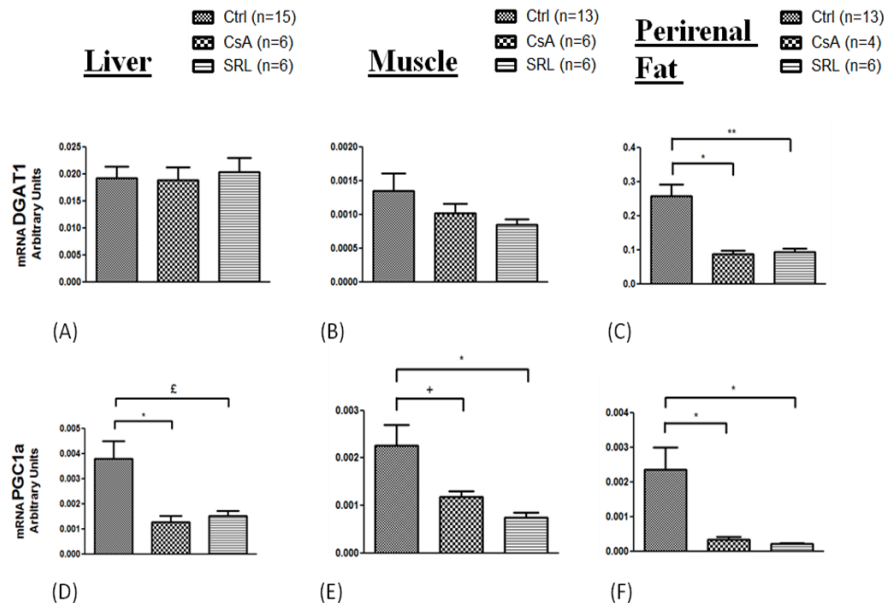 Liver
Ctrl (n=15)
CsA (n=6)
SRL (n=6)
Muscle
Ctrl (n=13)
CsA (n=6)
SRL (n=6)
Perirenal
Fat
Ctrl (n=13)
CsA (n=4)
SRL (n=6)
mRNA DGAT1
Arbitrary Units
0.025
0.020
0.015
0.010
0.005
0.000
(A)
0.0020
0.0015
0.0010
0.0005
0.0000
(B)
0.4
0.3
0.2
0.1
0.0
**
*
(C)
mRNA PGC1a
Arbitrary Units
0.005
0.004
0.003
0.002
0.001
0.000
£
*
(D)
0.003
0.002
0.001
0.000
*
+
(E)
0.004
0.003
0.002
0.001
0.000
*
*
(F)